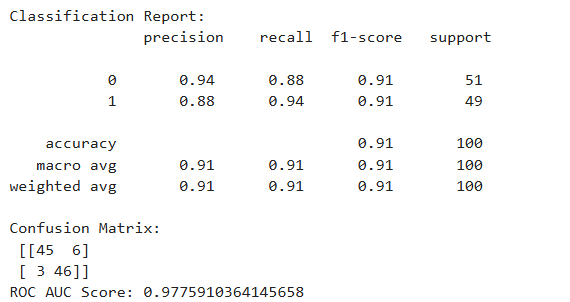 Classification Report:
precision recall f1-score support
0 0.94 0.88 0.91 51
1 0.88 0.94 0.91 49
accuracy 0.91 100
macro avg 0.91 0.91 0.91 100
weighted avg 0.91 0.91 0.91 100
Confusion Matrix:
[[45 6]
[ 3 46]]
ROC AUC Score: 0.9775910364145658